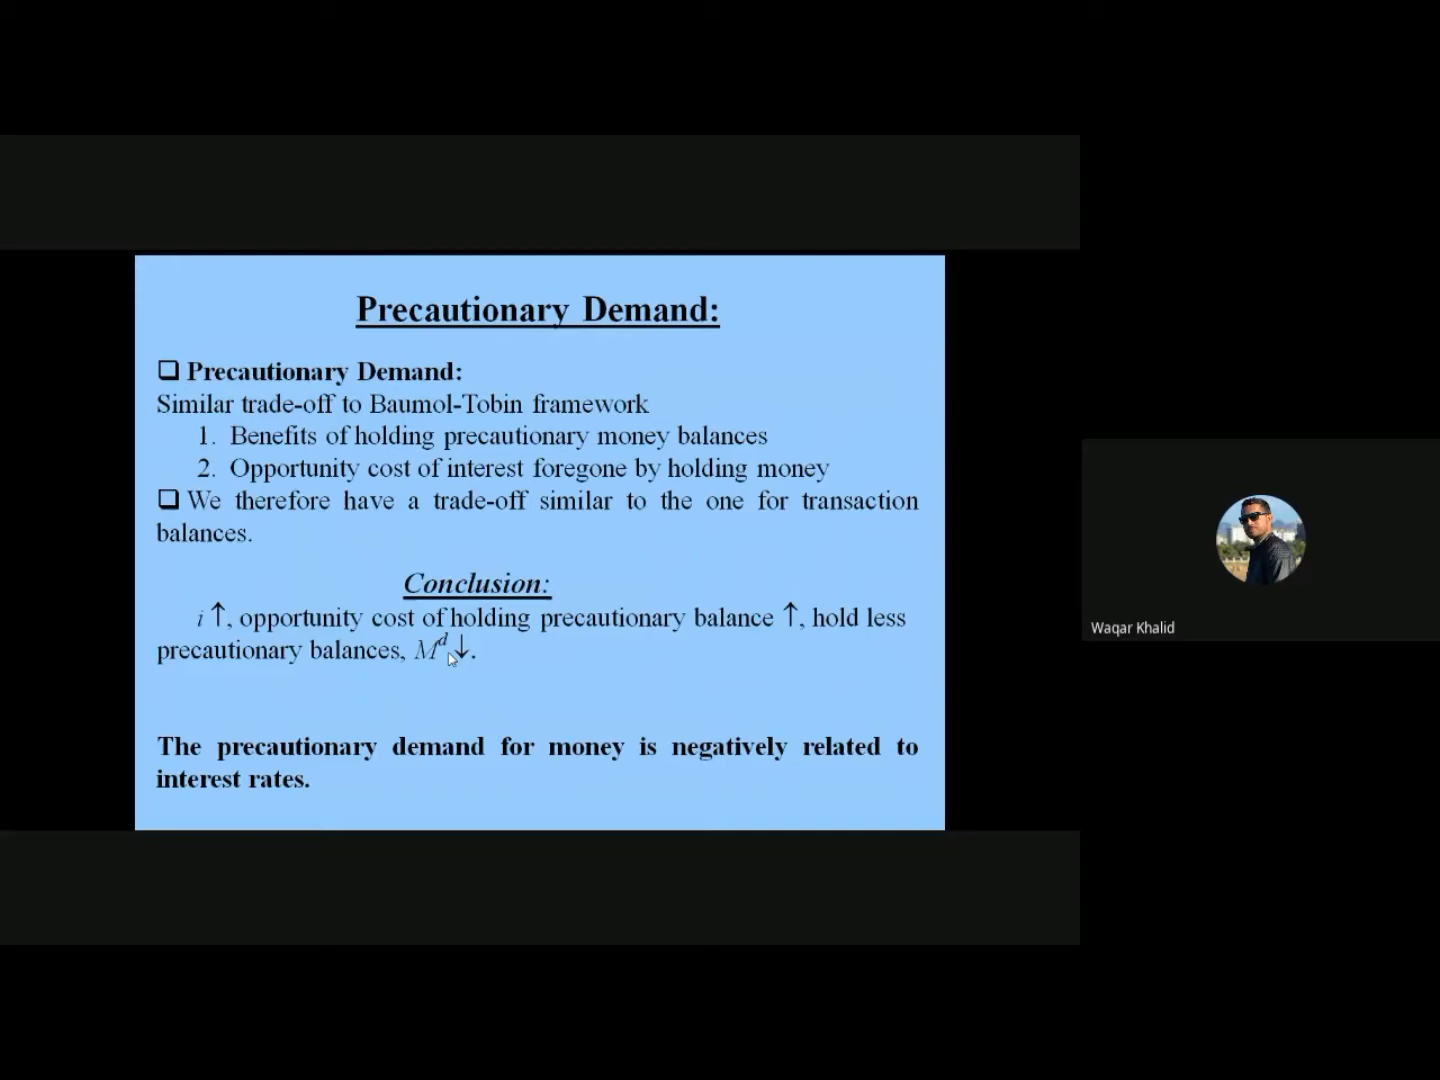 Precautionary Demand:
❑ Precautionary Demand:
Similar trade-off to Baumol-Tobin framework
1. Benefits of holding precautionary money balances
2. Opportunity cost of interest foregone by holding money
❑ We therefore have a trade-off similar to the one for transaction
balances.
Conclusion:
i ↑, opportunity cost of holding precautionary balance ↑, hold less
precautionary balances, Mᵈ ↓.
The precautionary demand for money is negatively related to
interest rates.
Waqar Khalid